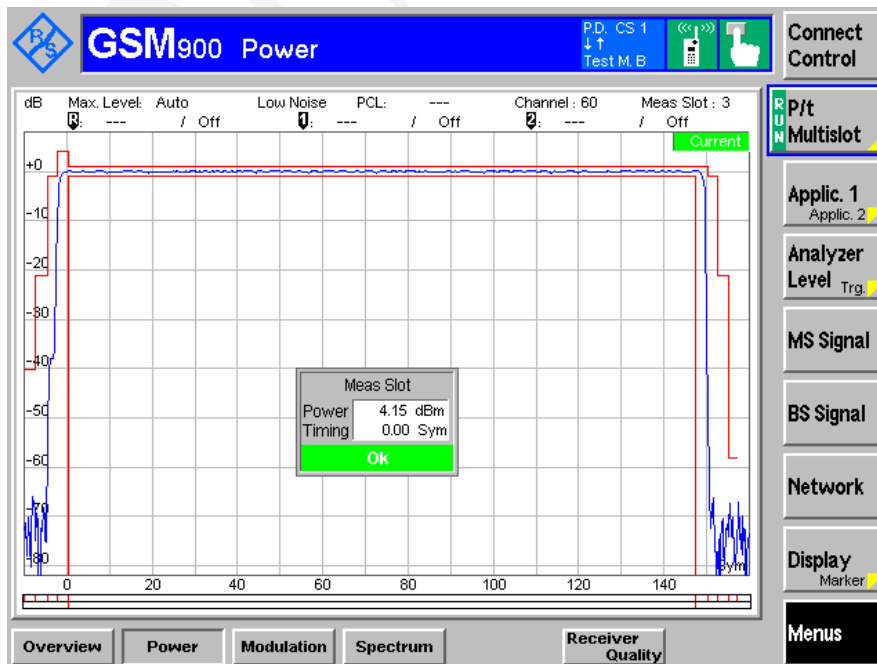 R&S
GSM900 Power
P.D. CS 1
↓↑
Test M. B
Connect Control
dB Max. Level: Auto Low Noise PCL: --- Channel : 60 Meas Slot : 3
R: --- / Off 1: --- / Off 2: --- / Off
Current
RUN
P/t Multislot
Applic. 1
Applic. 2
Analyzer Level Trg.
MS Signal
BS Signal
Network
Display
Marker
Menus
+0
-10
-20
-30
-40
-50
-60
-70
-80
Meas Slot
Power 4.15 dBm
Timing 0.00 Sym
Ok
Sym
0 20 40 60 80 100 120 140
Overview Power Modulation Spectrum Receiver Quality